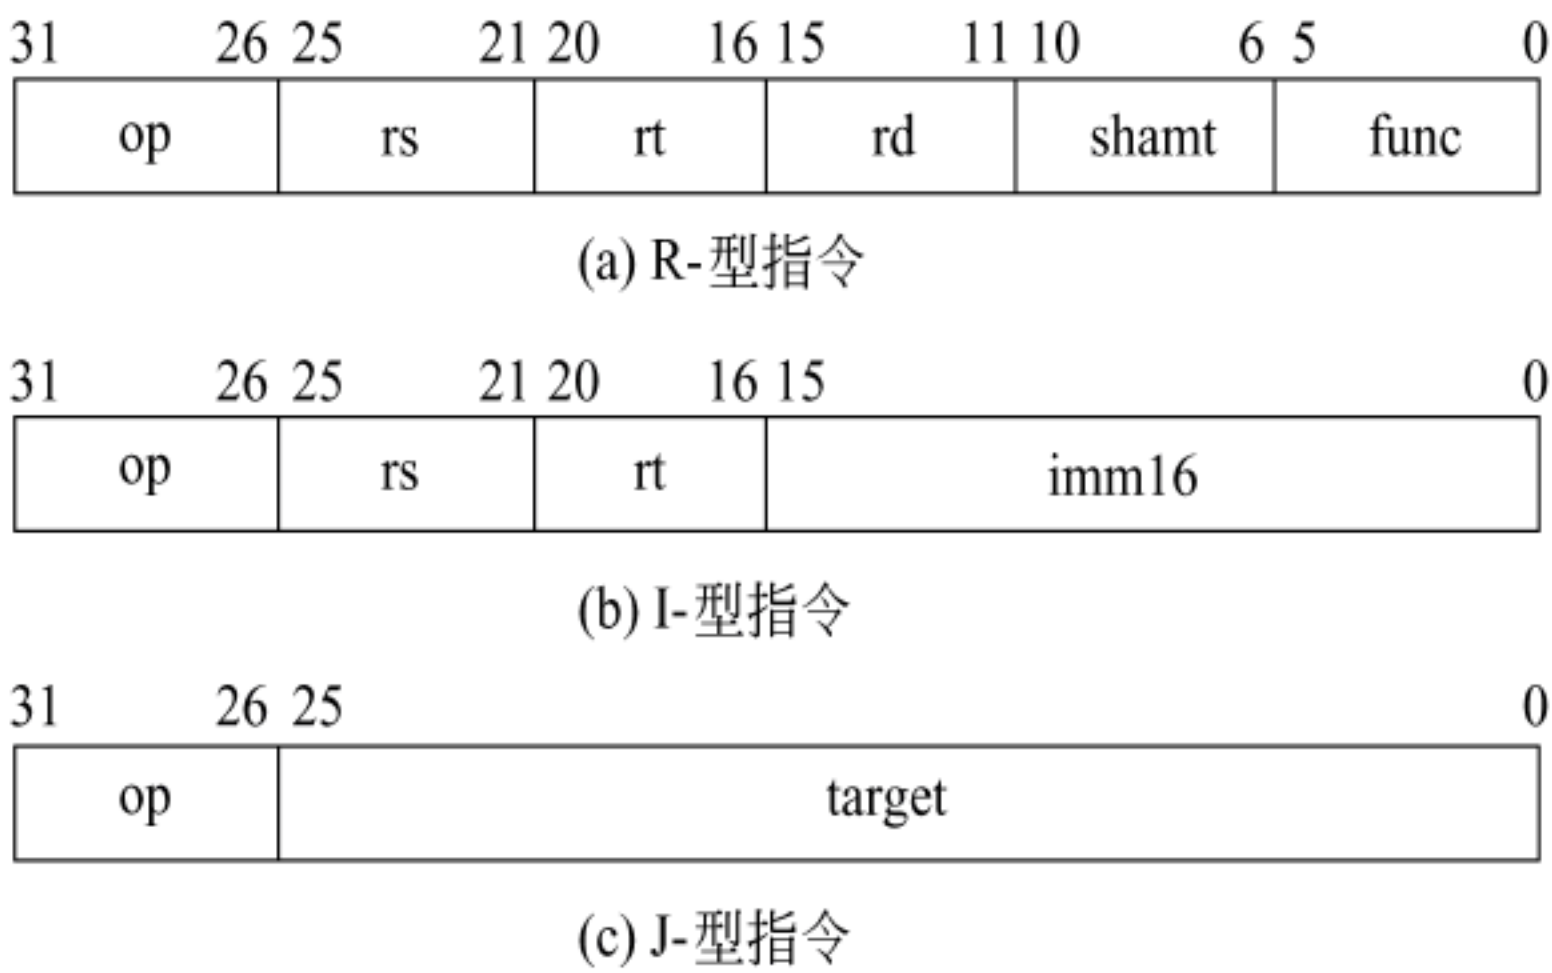 31 26 25 21 20 16 15 11 10 6 5 0
op rs rt rd shamt func
(a) R-型指令
31 26 25 21 20 16 15 0
op rs rt imm16
(b) I-型指令
31 26 25 0
op target
(c) J-型指令